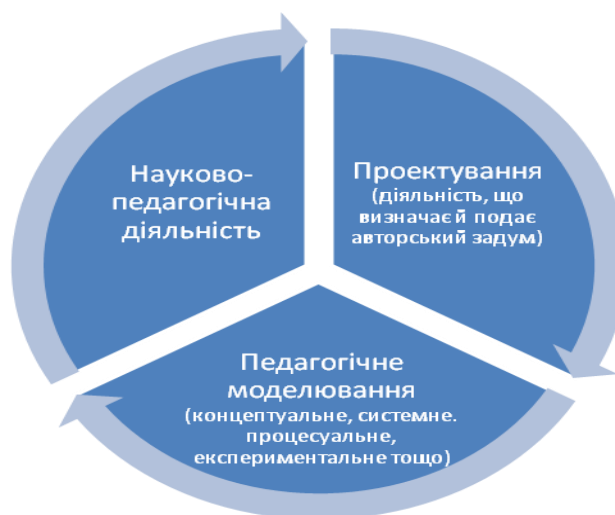 Науково-
педагогічна
діяльність
Проектування
(діяльність, що
визначає й подає
авторський задум)
Педагогічне
моделювання
(концептуальне, системне.
процесуальне,
експериментальне тощо)